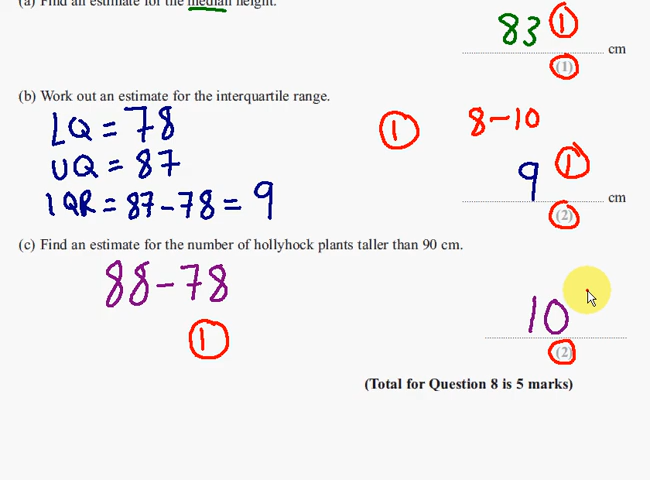 (a) Find an estimate for the median height.
83 1
cm
(1)
(b) Work out an estimate for the interquartile range.
LQ = 78
1 8-10
UQ = 87
9 1
cm
IQR = 87-78 = 9
(2)
(c) Find an estimate for the number of hollyhock plants taller than 90 cm.
88-78
10
1
(2)
(Total for Question 8 is 5 marks)